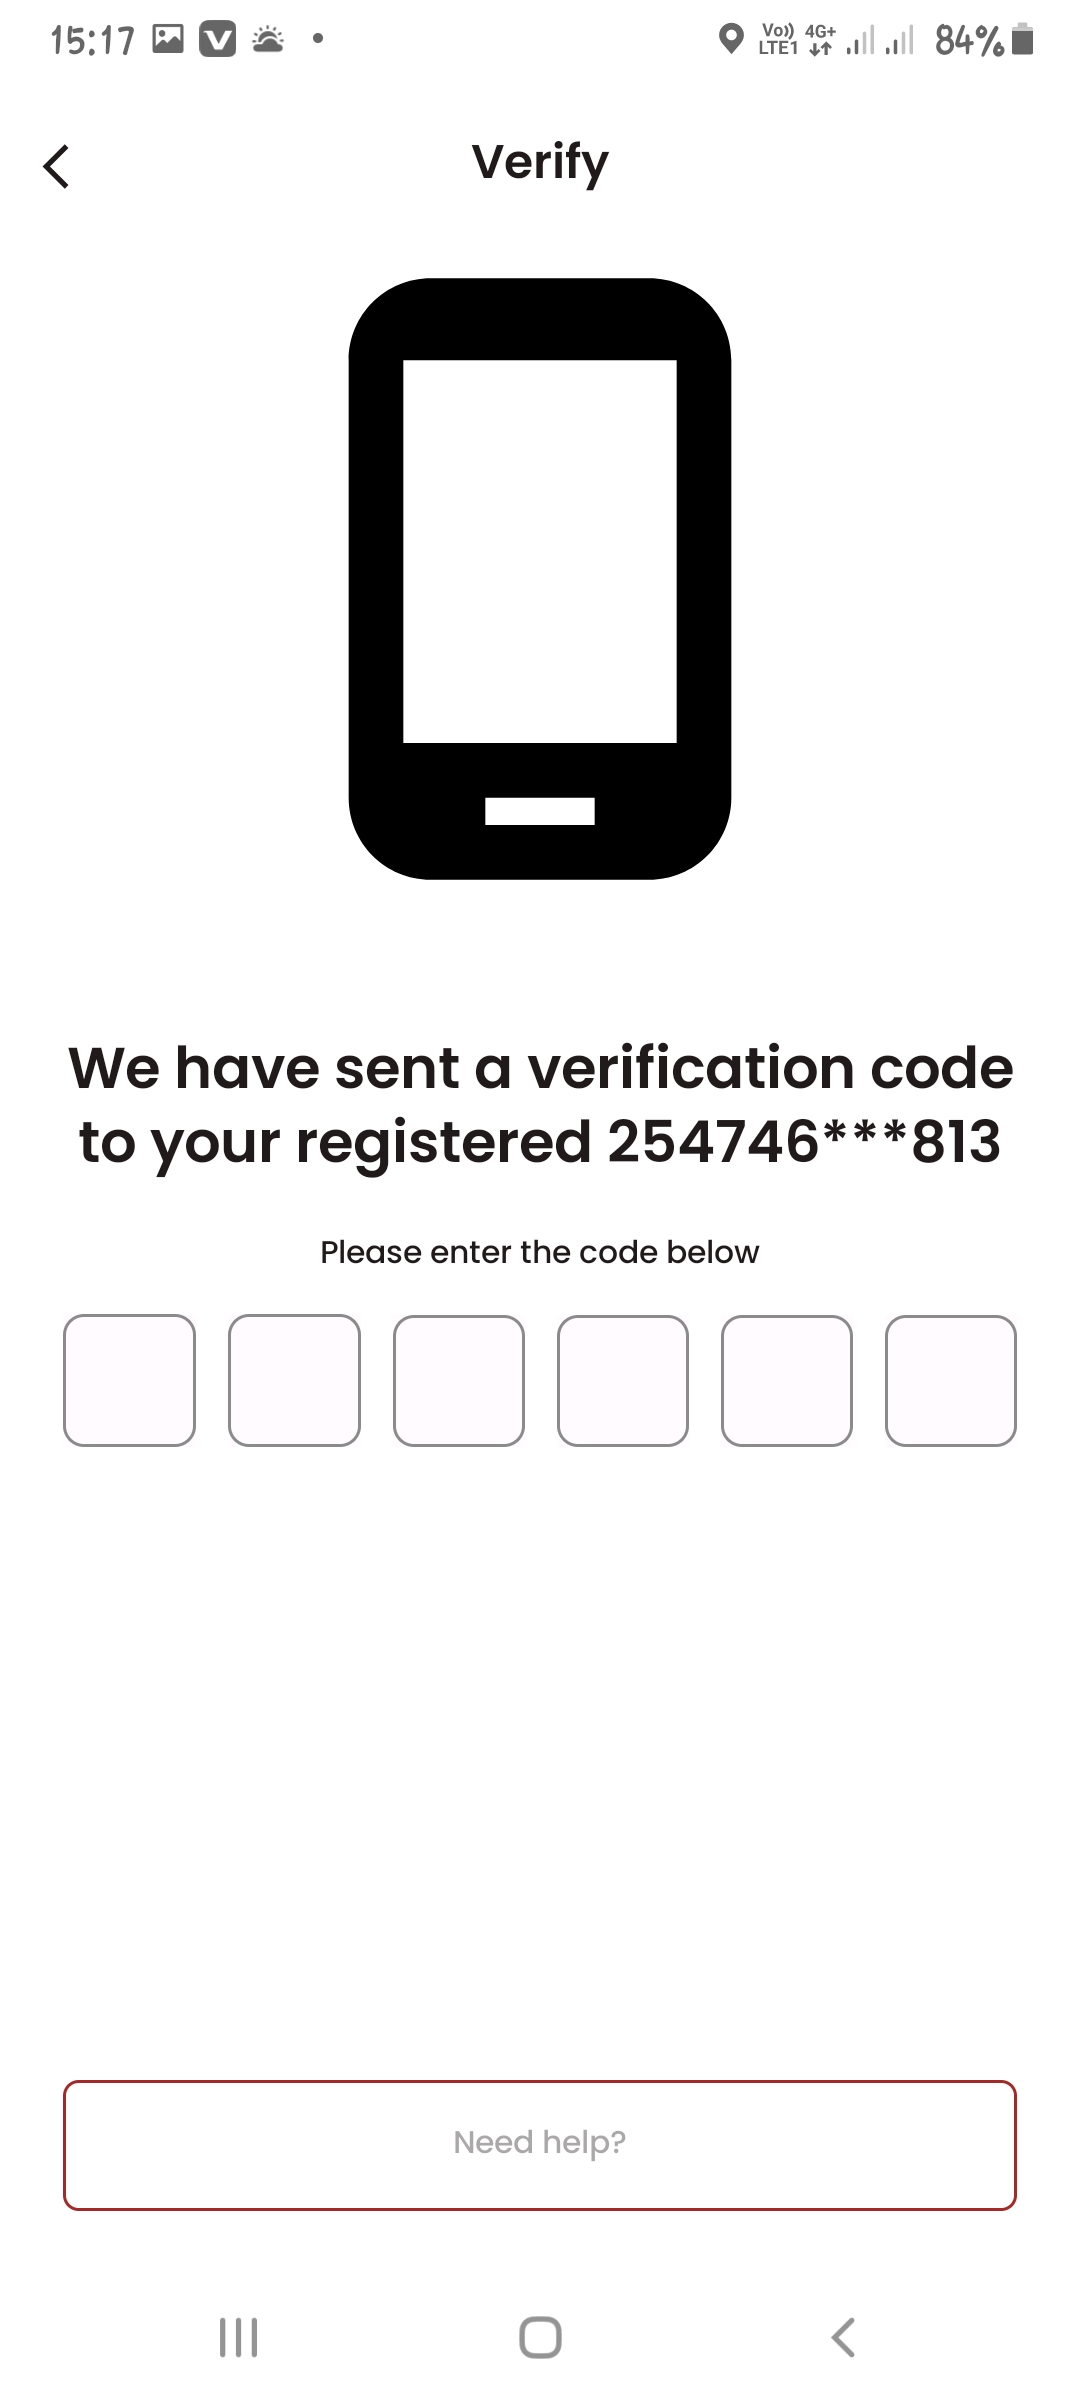 15:17 Vo)) LTE1 4G+ 84%
Verify
We have sent a verification code
to your registered 254746***813
Please enter the code below
Need help?